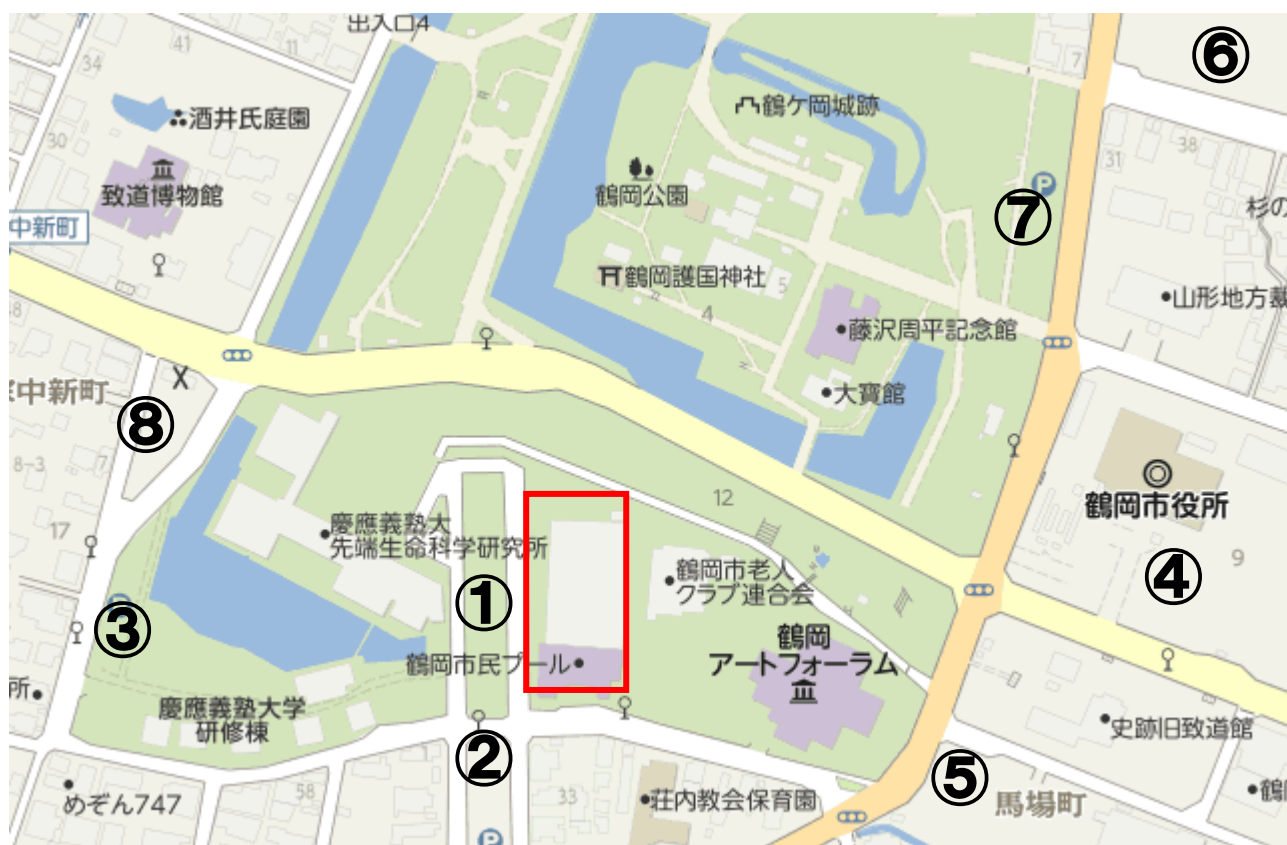 出入口4
41
11
34
⑥
酒井氏庭園
鶴ケ岡城跡
7
30
38
31
致道博物館
鶴岡公園
P
⑦
杉の
中新町
鶴岡護国神社
5
4
山形地方裁
藤沢周平記念館
大寶館
中新町
⑧
8-3
7
17
12
鶴岡市役所
9
慶應義塾大
先端生命科学研究所
鶴岡市老人
クラブ連合会
①
④
③
鶴岡
アートフォーラム
鶴岡市民プール
所
慶應義塾大学
研修棟
史跡旧致道館
②
⑤
めぞん747
58
33
荘内教会保育園
馬場町
P